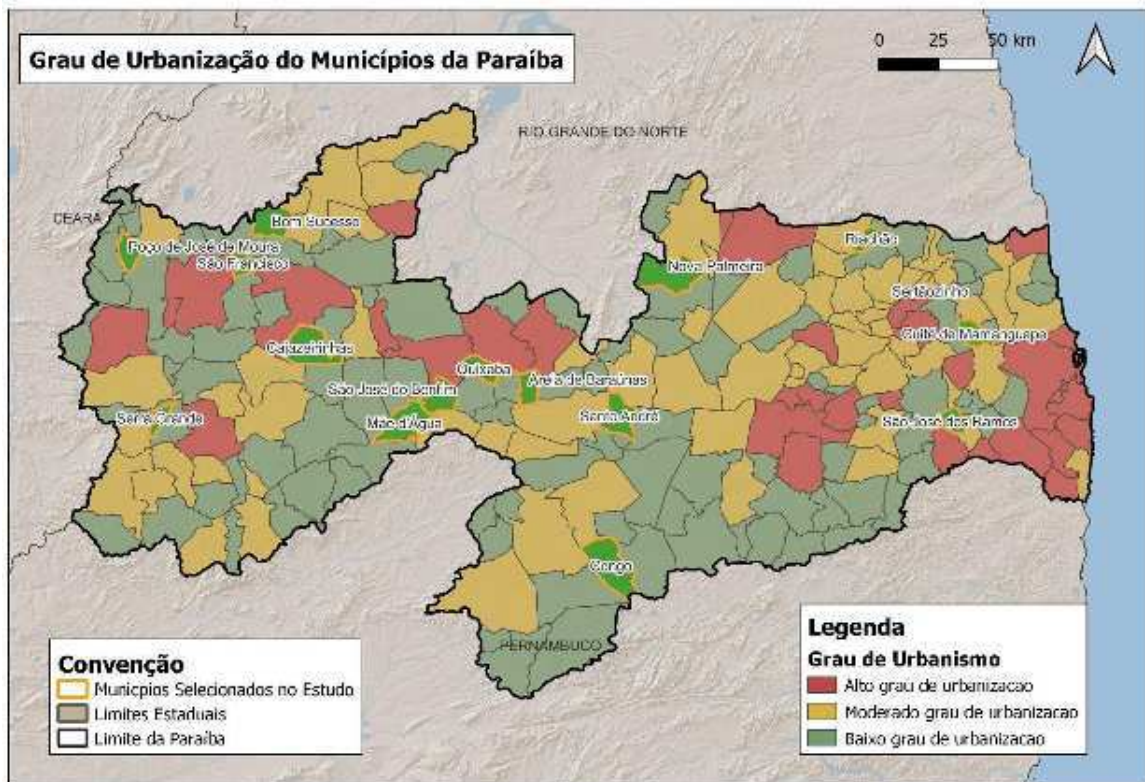 Grau de Urbanização do Municípios da Paraíba
0 25 50 km
RIO GRANDE DO NORTE
CEARÁ
Bom Sucesso
Poço de José de Moura
São Francisco
Riachão
Nova Palmeira
Sertãozinho
Cuité de Mamanguape
Cajazeirinhas
Quixaba
Areia de Baraúnas
São José do Bonfim
Serra Grande
Mãe d'Água
Santo André
São José dos Ramos
Congo
PERNAMBUCO
Convenção
Municpios Selecionados no Estudo
Limites Estaduais
Limite da Paraíba
Legenda
Grau de Urbanismo
Alto grau de urbanizacao
Moderado grau de urbanizacao
Baixo grau de urbanizacao